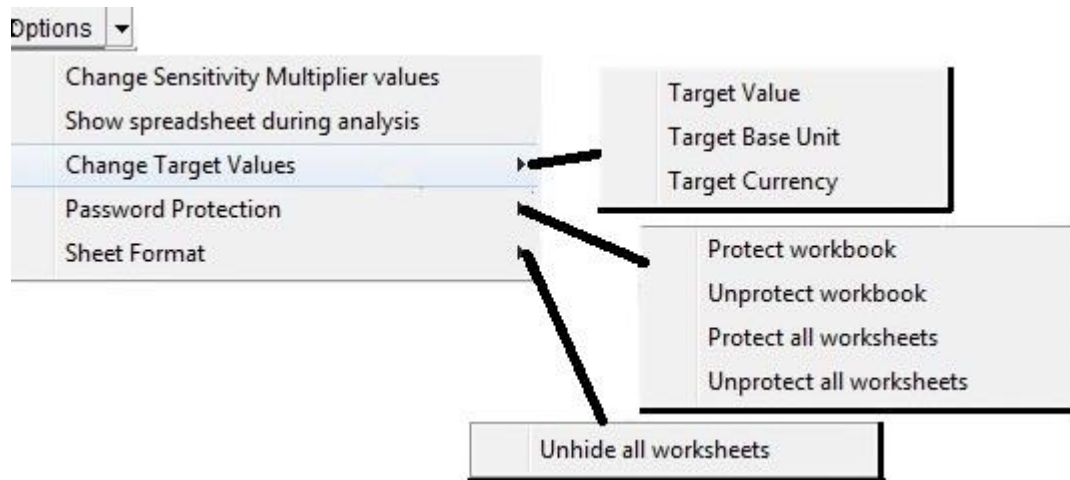 Options
Change Sensitivity Multiplier values
Show spreadsheet during analysis
Change Target Values
Password Protection
Sheet Format
Target Value
Target Base Unit
Target Currency
Protect workbook
Unprotect workbook
Protect all worksheets
Unprotect all worksheets
Unhide all worksheets